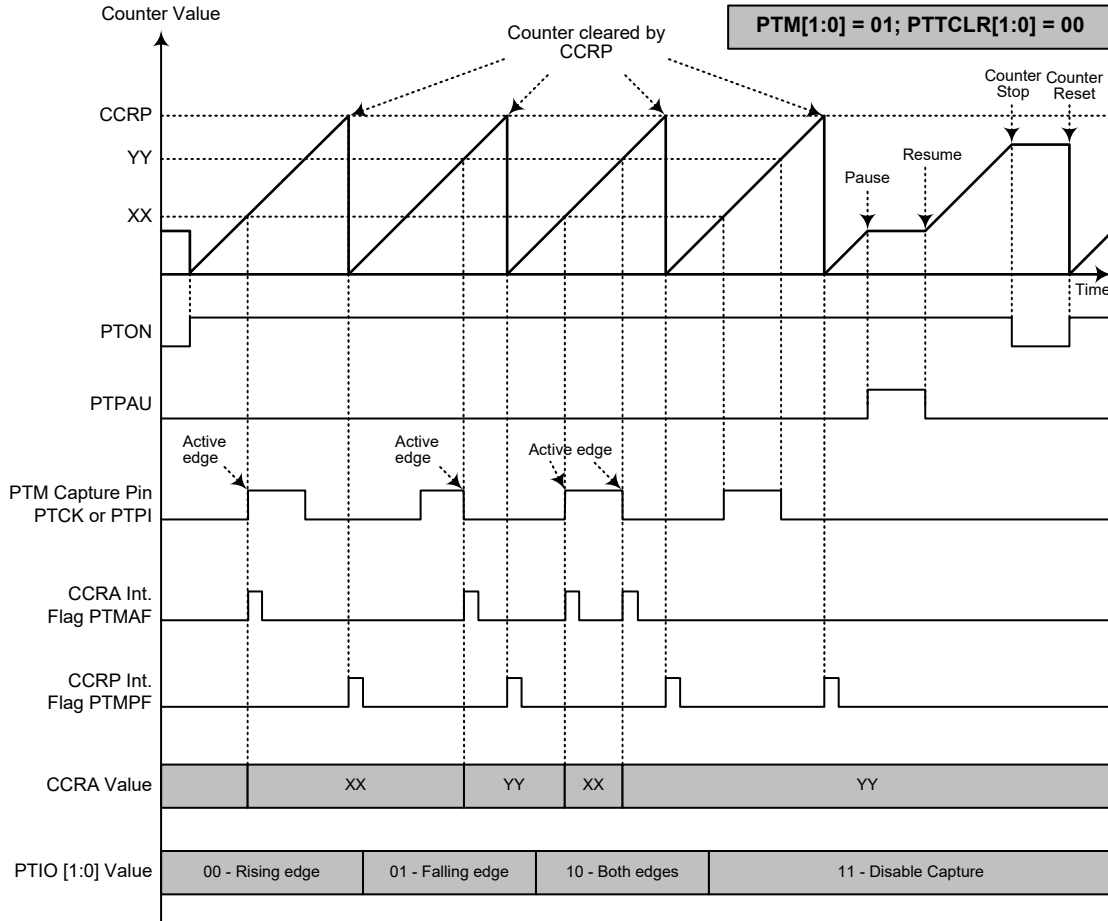 Counter Value
PTM[1:0] = 01; PTTCLR[1:0] = 00
Counter cleared by
CCRP
Counter
Stop
Counter
Reset
CCRP
YY
XX
Pause
Resume
Time
PTON
PTPAU
Active
edge
Active
edge
Active edge
PTM Capture Pin
PTCK or PTPI
CCRA Int.
Flag PTMAF
CCRP Int.
Flag PTMPF
CCRA Value
XX
YY
XX
YY
PTIO [1:0] Value
00 - Rising edge
01 - Falling edge
10 - Both edges
11 - Disable Capture